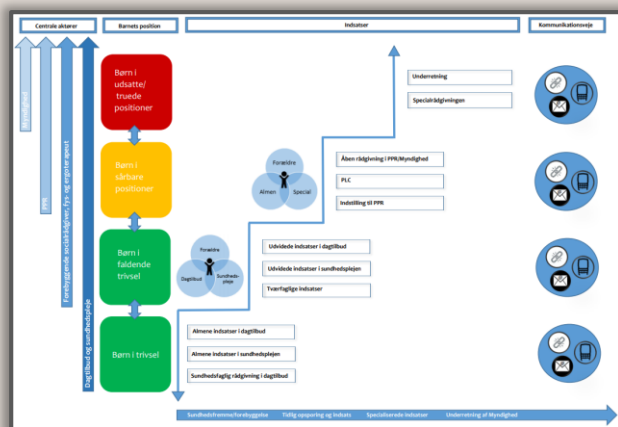 Centrale aktører
Børnets position
Indsatser
Kommunikationsveje
Myndighed
PPR
Forebyggende socialrådgiver, fys- og ergoterapeut
Dagtilbud og sundhedspleje
Børn i
udsatte/
truede
positioner
Børn i
sårbare
positioner
Børn i
faldende
trivsel
Børn i trivsel
Underretning
Specialrådgivningen
Forældre
Almen
Special
Åben rådgivning i PPR/Myndighed
PLC
Indstilling til PPR
Forældre
Dagtilbud
Sundheds-
pleje
Udvidede indsatser i dagtilbud
Udvidede indsatser i sundhedsplejen
Tværfaglige indsatser
Almene indsatser i dagtilbud
Almene indsatser i sundhedsplejen
Sundhedsfaglig rådgivning i dagtilbud
Sundhedsfremme/forebyggelse Tidlig opsporing og indsats Specialiserede indsatser Underretning af Myndighed